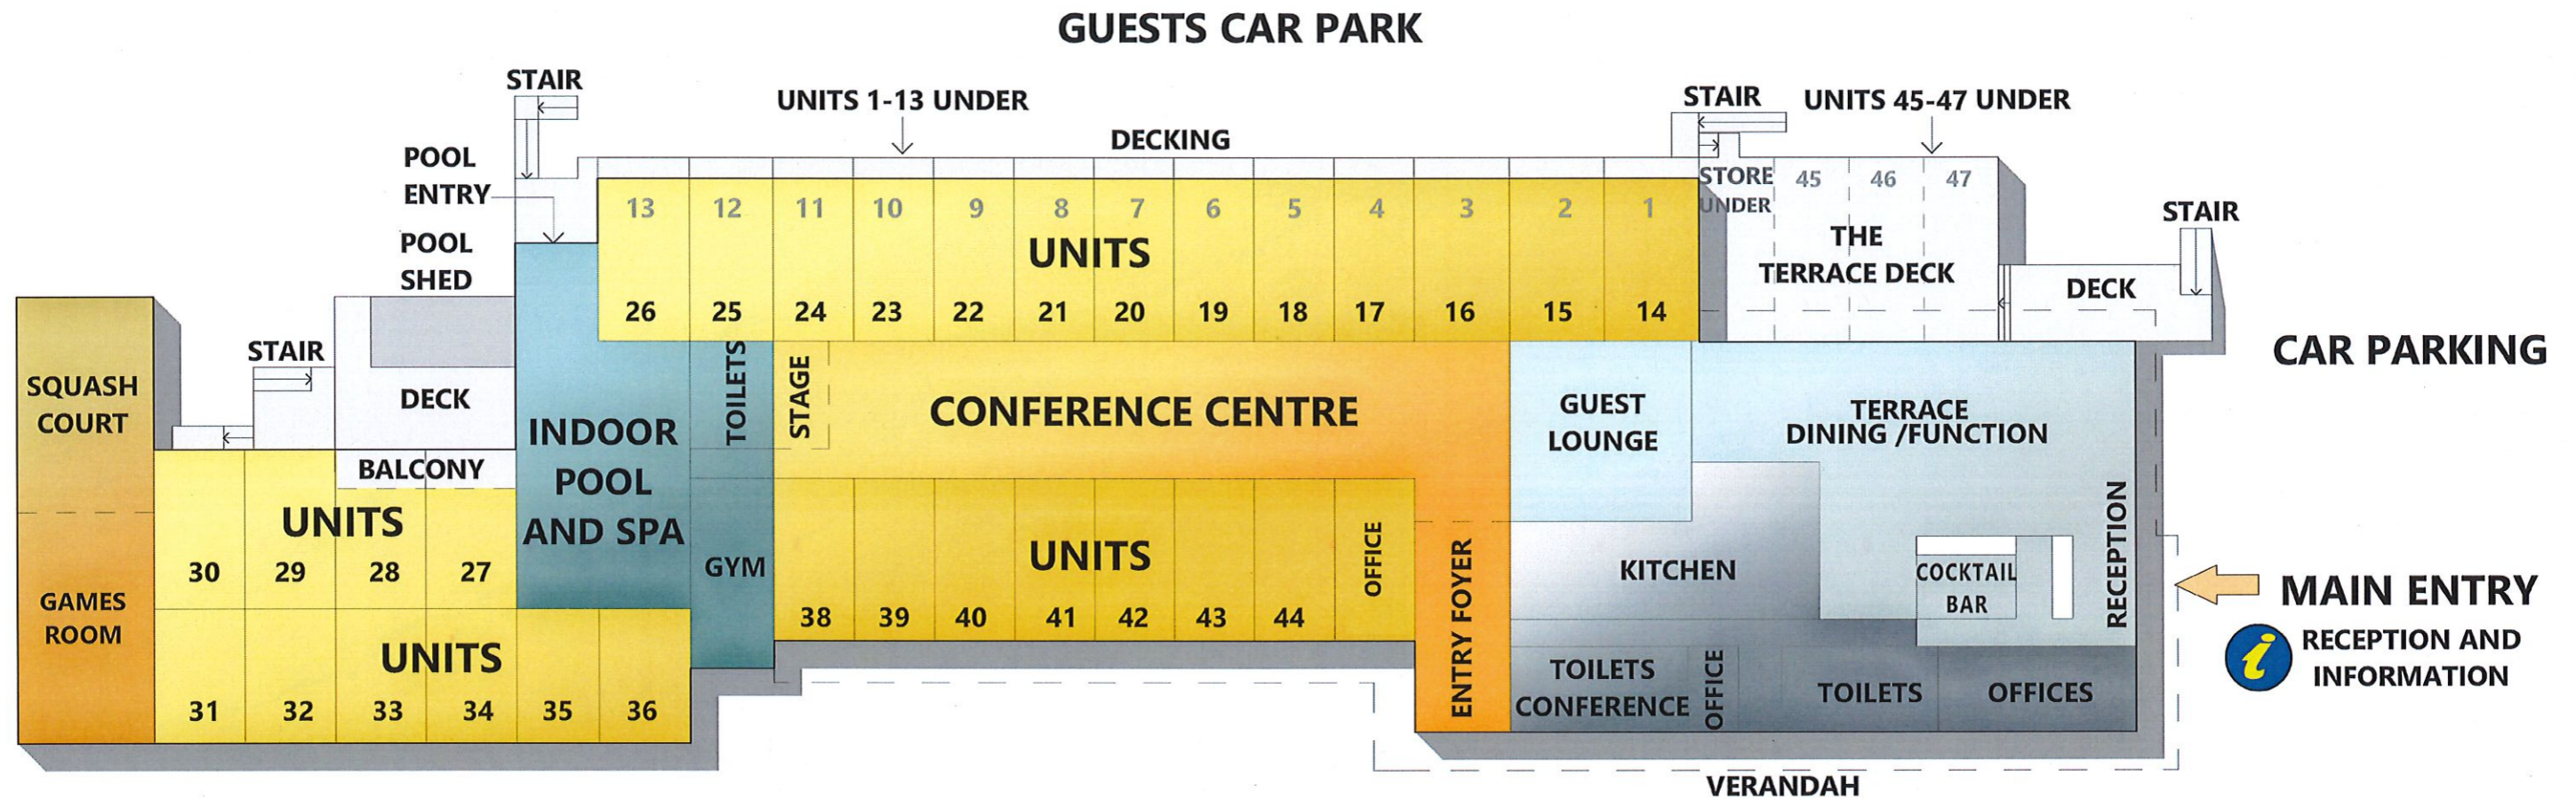 GUESTS CAR PARK
STAIR
UNITS 1-13 UNDER
DECKING
STAIR
UNITS 45-47 UNDER
POOL
ENTRY
POOL
SHED
13 12 11 10 9 8 7 6 5 4 3 2 1
UNITS
26 25 24 23 22 21 20 19 18 17 16 15 14
STORE
UNDER
45 46 47
THE
TERRACE DECK
STAIR
DECK
CAR PARKING
SQUASH
COURT
STAIR
DECK
BALCONY
INDOOR
POOL
AND SPA
TOILETS
STAGE
CONFERENCE CENTRE
GUEST
LOUNGE
TERRACE
DINING /FUNCTION
UNITS
30 29 28 27
GAMES
ROOM
UNITS
31 32 33 34 35 36
GYM
UNITS
38 39 40 41 42 43 44
OFFICE
ENTRY FOYER
KITCHEN
COCKTAIL
BAR
RECEPTION
TOILETS
CONFERENCE
OFFICE
TOILETS
OFFICES
MAIN ENTRY
i
RECEPTION AND
INFORMATION
VERANDAH